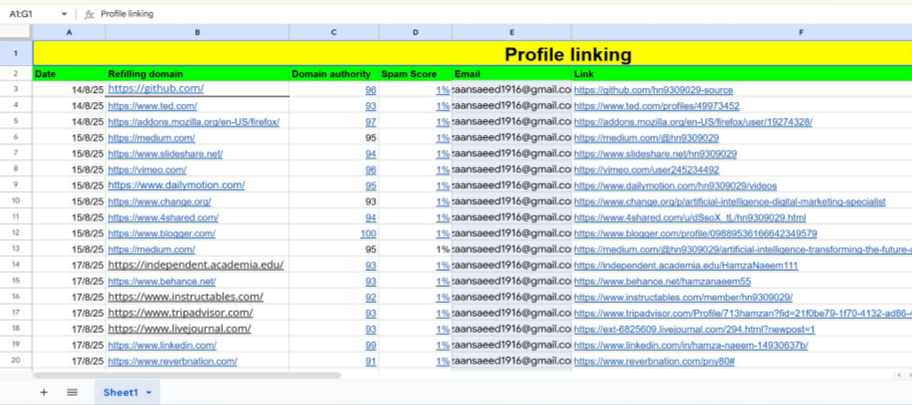 A1:G1 fx Profile linking
A B C D E F
1 Profile linking
2 Date Refilling domain Domain authority Spam Score Email Link
3 14/8/25 https://github.com/ 96 1% zaansaeed1916@gmail.co https://github.com/hn9309029-source
4 14/8/25 https://www.ted.com/ 93 1% zaansaeed1916@gmail.co https://www.ted.com/profiles/49973452
5 14/8/25 https://addons.mozilla.org/en-US/firefox/ 97 1% zaansaeed1916@gmail.co https://addons.mozilla.org/en-US/firefox/user/19274328/
6 15/8/25 https://medium.com/ 95 1% zaansaeed1916@gmail.co https://medium.com/@hn9309029
7 15/8/25 https://www.slideshare.net/ 94 1% zaansaeed1916@gmail.co https://www.slideshare.net/hn9309029
8 15/8/25 https://vimeo.com/ 96 1% zaansaeed1916@gmail.co https://vimeo.com/user245234492
9 15/8/25 https://www.dailymotion.com/ 95 1% zaansaeed1916@gmail.co https://www.dailymotion.com/hn9309029/videos
10 15/8/25 https://www.change.org/ 93 1% zaansaeed1916@gmail.co https://www.change.org/p/artificial-intelligence-digital-marketing-specialist
11 15/8/25 https://www.4shared.com/ 94 1% zaansaeed1916@gmail.co https://www.4shared.com/u/dSsoX_tL/hn9309029.html
12 15/8/25 https://www.blogger.com/ 100 1% zaansaeed1916@gmail.co https://www.blogger.com/profile/09889536166642349579
13 15/8/25 https://medium.com/ 95 1% zaansaeed1916@gmail.co https://medium.com/@hn9309029/artificial-intelligence-transforming-the-future-
14 17/8/25 https://independent.academia.edu/ 93 1% zaansaeed1916@gmail.co https://independent.academia.edu/HamzaNaeem111
15 17/8/25 https://www.behance.net/ 93 1% zaansaeed1916@gmail.co https://www.behance.net/hamzanaeem55
16 17/8/25 https://www.instructables.com/ 92 1% zaansaeed1916@gmail.co https://www.instructables.com/member/hn9309029/
17 17/8/25 https://www.tripadvisor.com/ 93 1% zaansaeed1916@gmail.co https://www.tripadvisor.com/Profile/713hamzan?fid=21f0be79-1f70-4132-ad86-
18 17/8/25 https://www.livejournal.com/ 93 1% zaansaeed1916@gmail.co https://ext-6825609.livejournal.com/294.html?newpost=1
19 17/8/25 https://www.linkedin.com/ 99 1% zaansaeed1916@gmail.co https://www.linkedin.com/in/hamza-naeem-14930637b/
20 17/8/25 https://www.reverbnation.com/ 91 1% zaansaeed1916@gmail.co https://www.reverbnation.com/pny80#
Sheet1